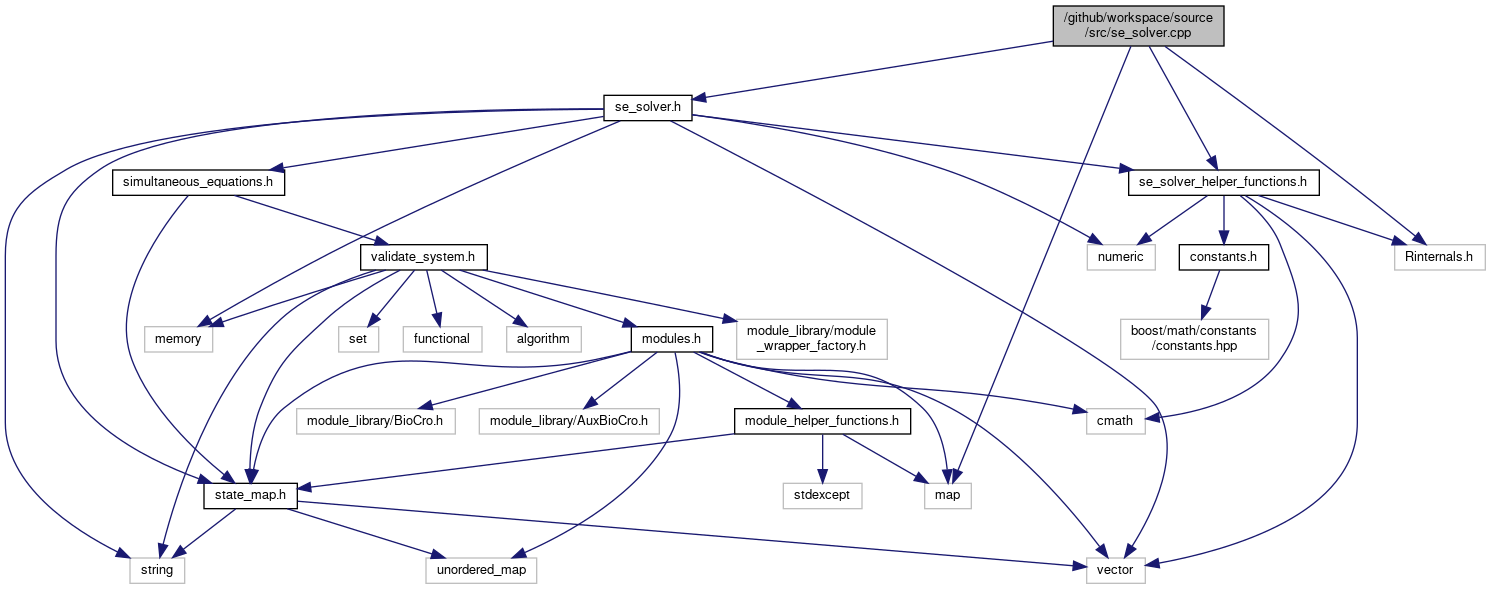 /github/workspace/source
/src/se_solver.cpp
se_solver.h
simultaneous_equations.h
se_solver_helper_functions.h
validate_system.h
numeric
constants.h
Rinternals.h
memory
set
functional
algorithm
modules.h
module_library/module
_wrapper_factory.h
boost/math/constants
/constants.hpp
module_library/BioCro.h
module_library/AuxBioCro.h
module_helper_functions.h
cmath
state_map.h
stdexcept
map
string
unordered_map
vector